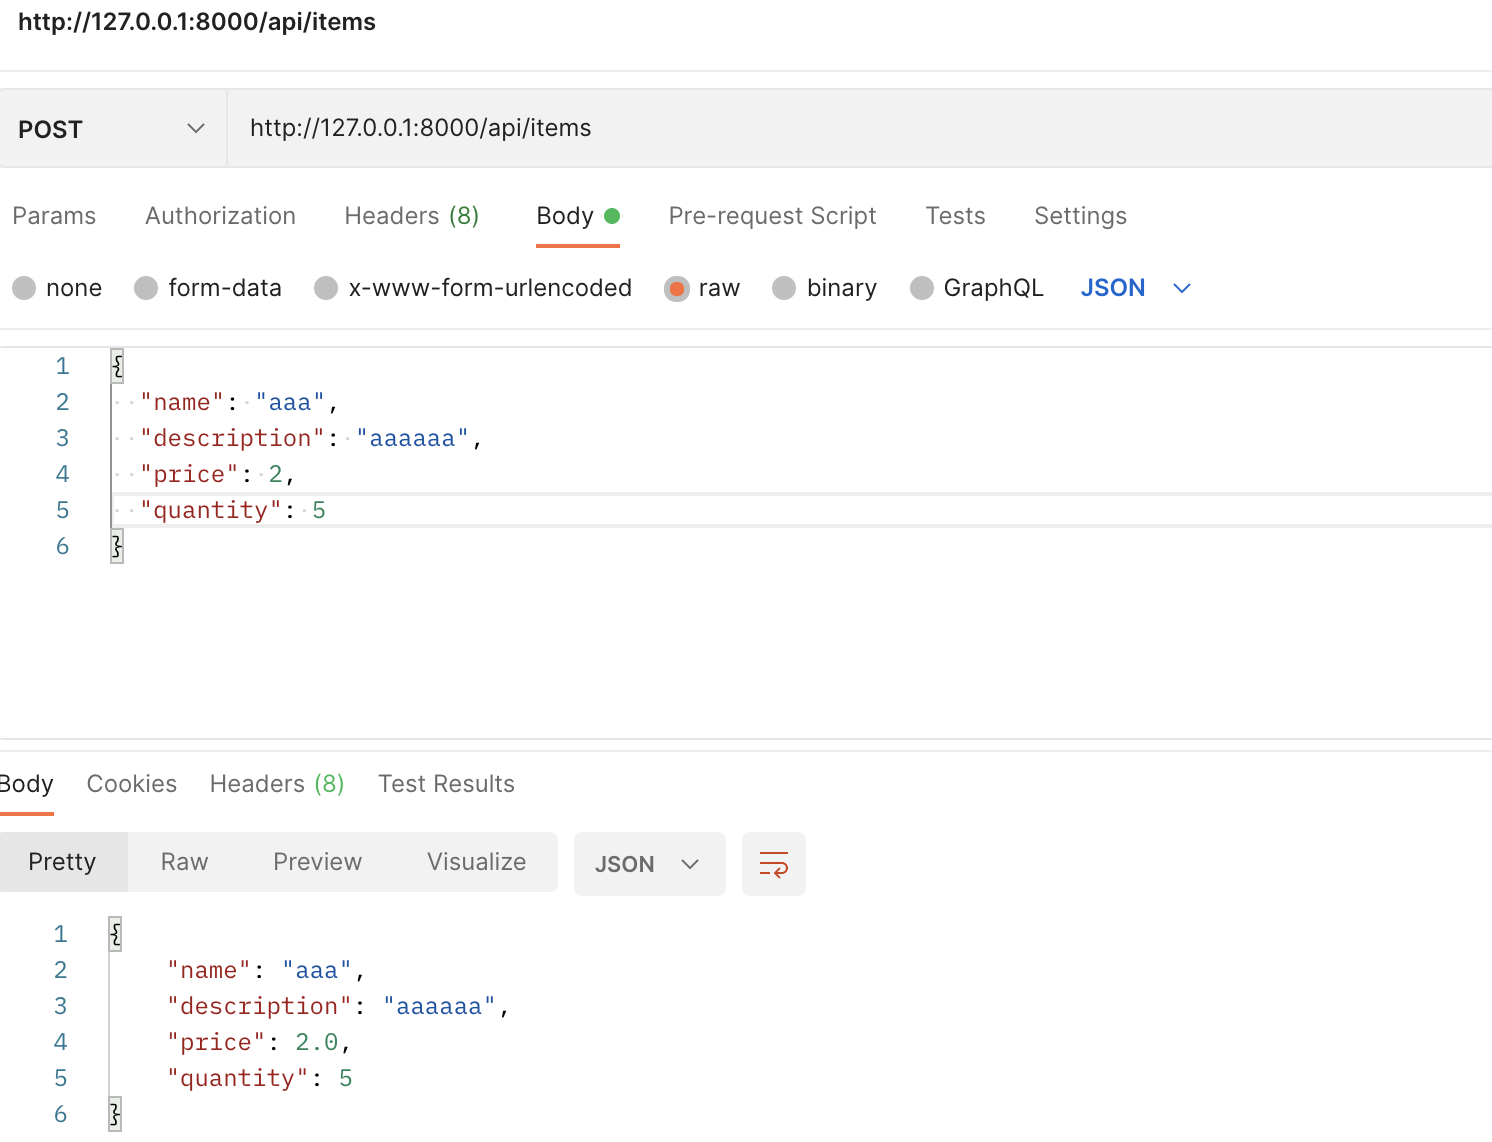 http://127.0.0.1:8000/api/items
POST http://127.0.0.1:8000/api/items
Params Authorization Headers (8) Body Pre-request Script Tests Settings
none form-data x-www-form-urlencoded raw binary GraphQL JSON
1 {
2 "name": "aaa",
3 "description": "aaaaaa",
4 "price": 2,
5 "quantity": 5
6 }
Body Cookies Headers (8) Test Results
Pretty Raw Preview Visualize JSON
1 {
2 "name": "aaa",
3 "description": "aaaaaa",
4 "price": 2.0,
5 "quantity": 5
6 }